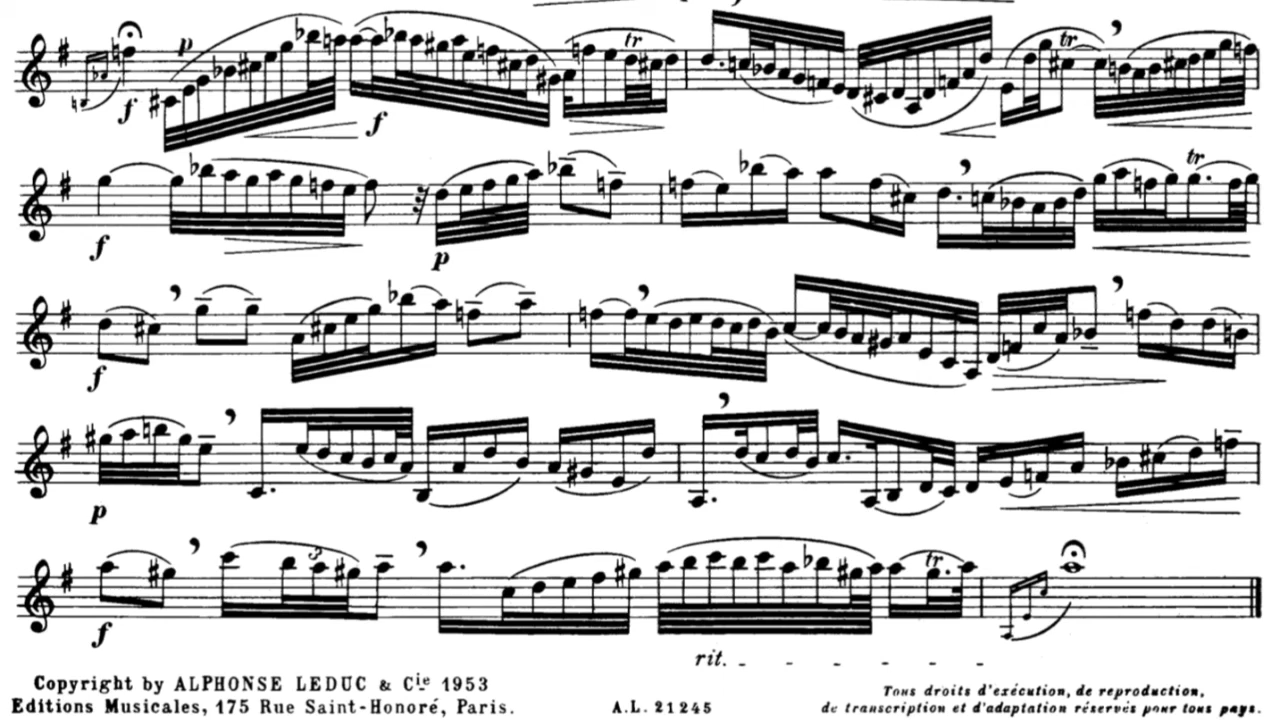 p
tr
f
f
tr
tr
f
p
f
p
3
f
tr
rit. - - - - - -
Copyright by ALPHONSE LEDUC & Cie 1953
Editions Musicales, 175 Rue Saint-Honoré, Paris.
A.L. 21245
Tous droits d'exécution, de reproduction,
de transcription et d'adaptation réservés pour tous pays.